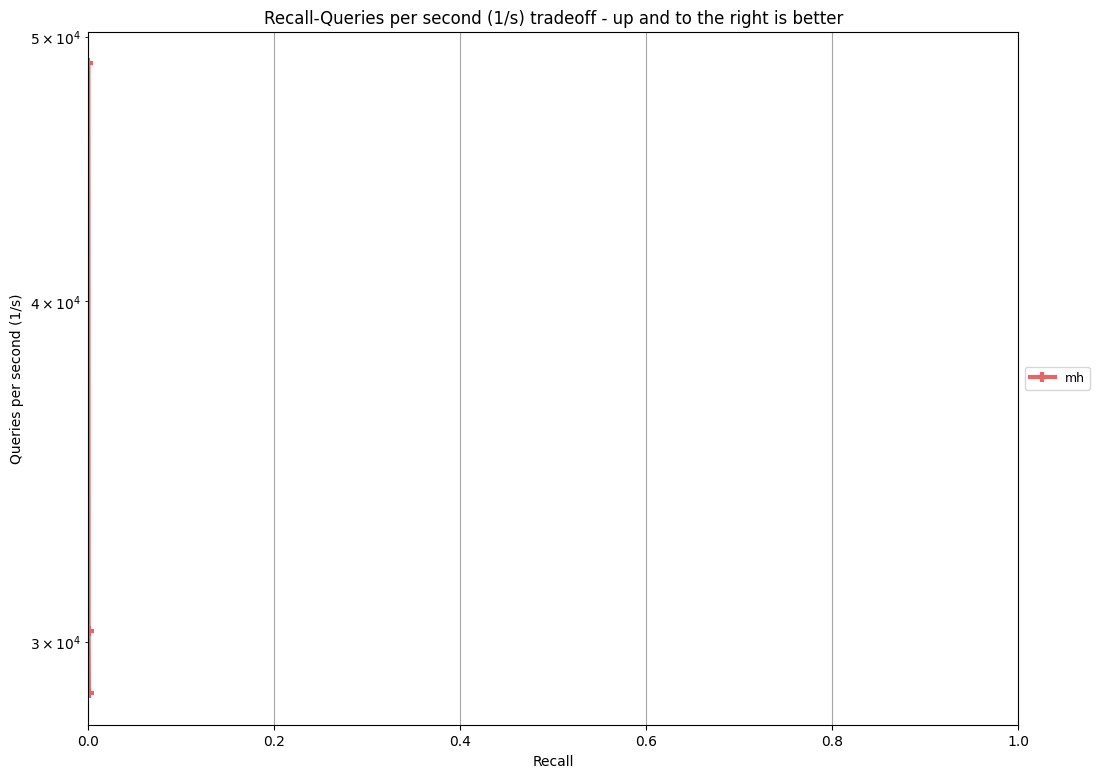 Recall-Queries per second (1/s) tradeoff - up and to the right is better
5 × 10⁴
4 × 10⁴
3 × 10⁴
Queries per second (1/s)
0.0 0.2 0.4 0.6 0.8 1.0
Recall
mh